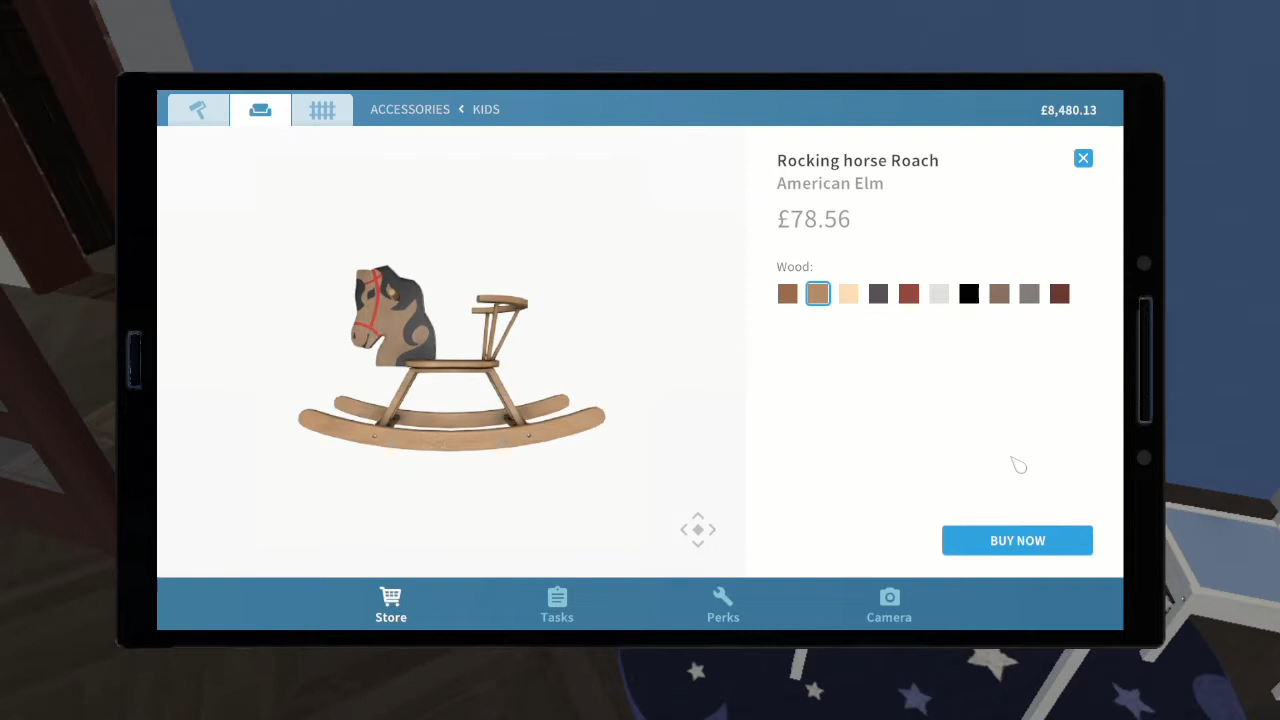 ACCESSORIES < KIDS
£8,480.13
Rocking horse Roach
American Elm
£78.56
Wood:
BUY NOW
Store
Tasks
Perks
Camera